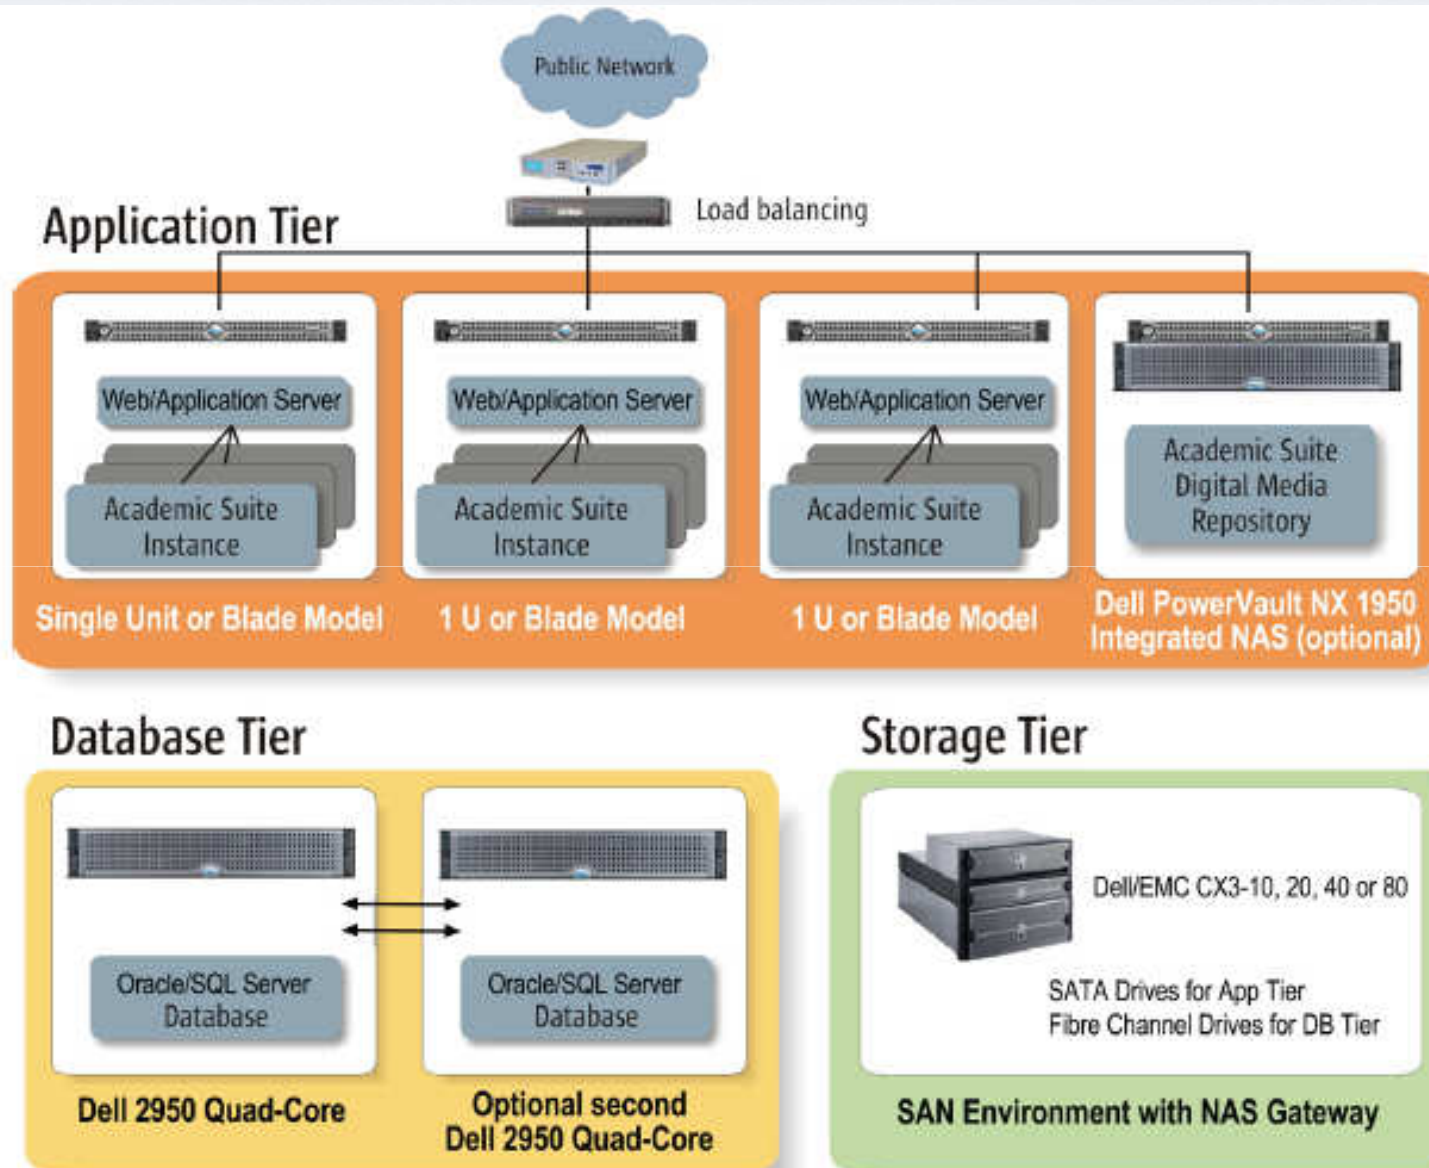 Public Network
Load balancing
Application Tier
Web/Application Server
Academic Suite
Instance
Single Unit or Blade Model
Web/Application Server
Academic Suite
Instance
1 U or Blade Model
Web/Application Server
Academic Suite
Instance
1 U or Blade Model
Academic Suite
Digital Media
Repository
Dell PowerVault NX 1950
Integrated NAS (optional)
Database Tier
Oracle/SQL Server
Database
Dell 2950 Quad-Core
Oracle/SQL Server
Database
Optional second
Dell 2950 Quad-Core
Storage Tier
Dell/EMC CX3-10, 20, 40 or 80
SATA Drives for App Tier
Fibre Channel Drives for DB Tier
SAN Environment with NAS Gateway